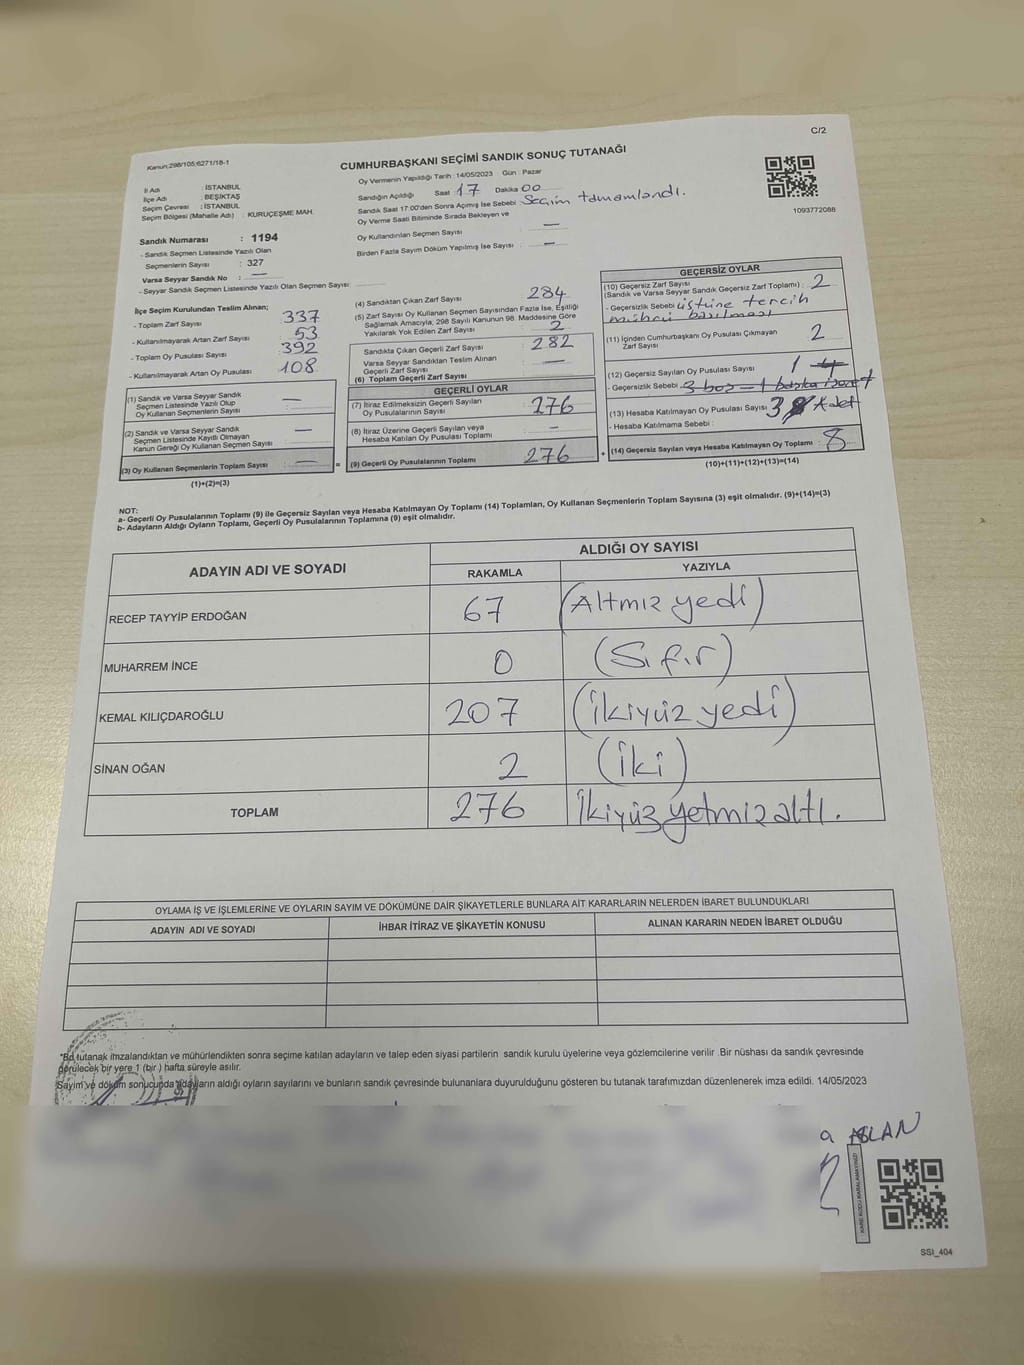 C/2
Kanun:298/105;6271/18-1
CUMHURBAŞKANI SEÇİMİ SANDIK SONUÇ TUTANAĞI
İl Adı : İSTANBUL
İlçe Adı : BEŞİKTAŞ
Seçim Çevresi : İSTANBUL
Seçim Bölgesi (Mahalle Adı) : KURUÇEŞME MAH.
Oy Vermenin Yapıldığı Tarih : 14/05/2023 Gün : Pazar
Sandığın Açıldığı Saat 17 Dakika 00
Sandık Saat 17:00'den Sonra Açımış İse Sebebi : Seçim tamamlandı.
Oy Verme Saati Bitiminde Sırada Bekleyen ve
Oy Kullandırılan Seçmen Sayısı : —
Birden Fazla Sayım Döküm Yapılmış İse Sayısı : —
1093772088
Sandık Numarası : 1194
- Sandık Seçmen Listesinde Yazılı Olan
Seçmenlerin Sayısı : 327
Varsa Seyyar Sandık No : —
- Seyyar Sandık Seçmen Listesinde Yazılı Olan Seçmen Sayısı
İlçe Seçim Kurulundan Teslim Alınan;
- Toplam Zarf Sayısı 337
- Kullanılmayarak Artan Zarf Sayısı 53
- Toplam Oy Pusulası Sayısı 392
- Kullanılmayarak Artan Oy Pusulası 108
(1) Sandık ve Varsa Seyyar Sandık
Seçmen Listesinde Yazılı Olup
Oy Kullanan Seçmenlerin Sayısı —
(2) Sandık ve Varsa Seyyar Sandık
Seçmen Listesinde Kayıtlı Olmayan
Kanun Gereği Oy Kullanan Seçmen Sayısı —
(3) Oy Kullanan Seçmenlerin Toplam Sayısı : — =
(1)+(2)=(3)
(4) Sandıktan Çıkan Zarf Sayısı 284
(5) Zarf Sayısı Oy Kullanan Seçmen Sayısından Fazla İse, Eşitliği
Sağlamak Amacıyla, 298 Sayılı Kanunun 98. Maddesine Göre
Yakılarak Yok Edilen Zarf Sayısı 2
Sandıkta Çıkan Geçerli Zarf Sayısı : 282
Varsa Seyyar Sandıktan Teslim Alınan
Geçerli Zarf Sayısı : —
(6) Toplam Geçerli Zarf Sayısı
GEÇERLİ OYLAR
(7) İtiraz Edilmeksizin Geçerli Sayılan
Oy Pusulalarının Sayısı : 276
(8) İtiraz Üzerine Geçerli Sayılan veya
Hesaba Katılan Oy Pusulası Toplamı —
(9) Geçerli Oy Pusulalarının Toplamı 276 +
GEÇERSİZ OYLAR
(10) Geçersiz Zarf Sayısı
(Sandık ve Varsa Seyyar Sandık Geçersiz Zarf Toplamı) : 2
- Geçersizlik Sebebi : üstüne tercih
mührü basılması
(11) İçinden Cumhurbaşkanı Oy Pusulası Çıkmayan
Zarf Sayısı 2
(12) Geçersiz Sayılan Oy Pusulası Sayısı 1 4
- Geçersizlik Sebebi : 3 boş – 1 başka işaret
(13) Hesaba Katılmayan Oy Pusulası Sayısı 3 Adet
- Hesaba Katılmama Sebebi :
(14) Geçersiz Sayılan veya Hesaba Katılmayan Oy Toplamı : 8
(10)+(11)+(12)+(13)=(14)
NOT:
a- Geçerli Oy Pusulalarının Toplamı (9) ile Geçersiz Sayılan veya Hesaba Katılmayan Oy Toplamı (14) Toplamları, Oy Kullanan Seçmenlerin Toplam Sayısına (3) eşit olmalıdır. (9)+(14)=(3)
b- Adayların Aldığı Oyların Toplamı, Geçerli Oy Pusulalarının Toplamına (9) eşit olmalıdır.
ADAYIN ADI VE SOYADI ALDIĞI OY SAYISI
RAKAMLA YAZIYLA
RECEP TAYYİP ERDOĞAN 67 (Altmız yedi)
MUHARREM İNCE 0 (Sıfır)
KEMAL KILIÇDAROĞLU 207 (ikiyüz yedi)
SİNAN OĞAN 2 (iki)
TOPLAM 276 İkiyüz yetmiz altı.
OYLAMA İŞ VE İŞLEMLERİNE VE OYLARIN SAYIM VE DÖKÜMÜNE DAİR ŞİKAYETLERLE BUNLARA AİT KARARLARIN NELERDEN İBARET BULUNDUKLARI
ADAYIN ADI VE SOYADI İHBAR İTİRAZ VE ŞİKAYETİN KONUSU ALINAN KARARIN NEDEN İBARET OLDUĞU
*Bu tutanak imzalandıktan ve mühürlendikten sonra seçime katılan adayların ve talep eden siyasi partilerin sandık kurulu üyelerine veya gözlemcilerine verilir .Bir nüshası da sandık çevresinde
görülecek bir yere 1 (bir ) hafta süreyle asılır.
Sayım ve döküm sonucunda adayların aldığı oyların sayılarını ve bunların sandık çevresinde bulunanlara duyurulduğunu gösteren bu tutanak tarafımızdan düzenlenerek imza edildi. 14/05/2023
a ASLAN
KARE KODU KARALAMAYINIZ!
SSI_404